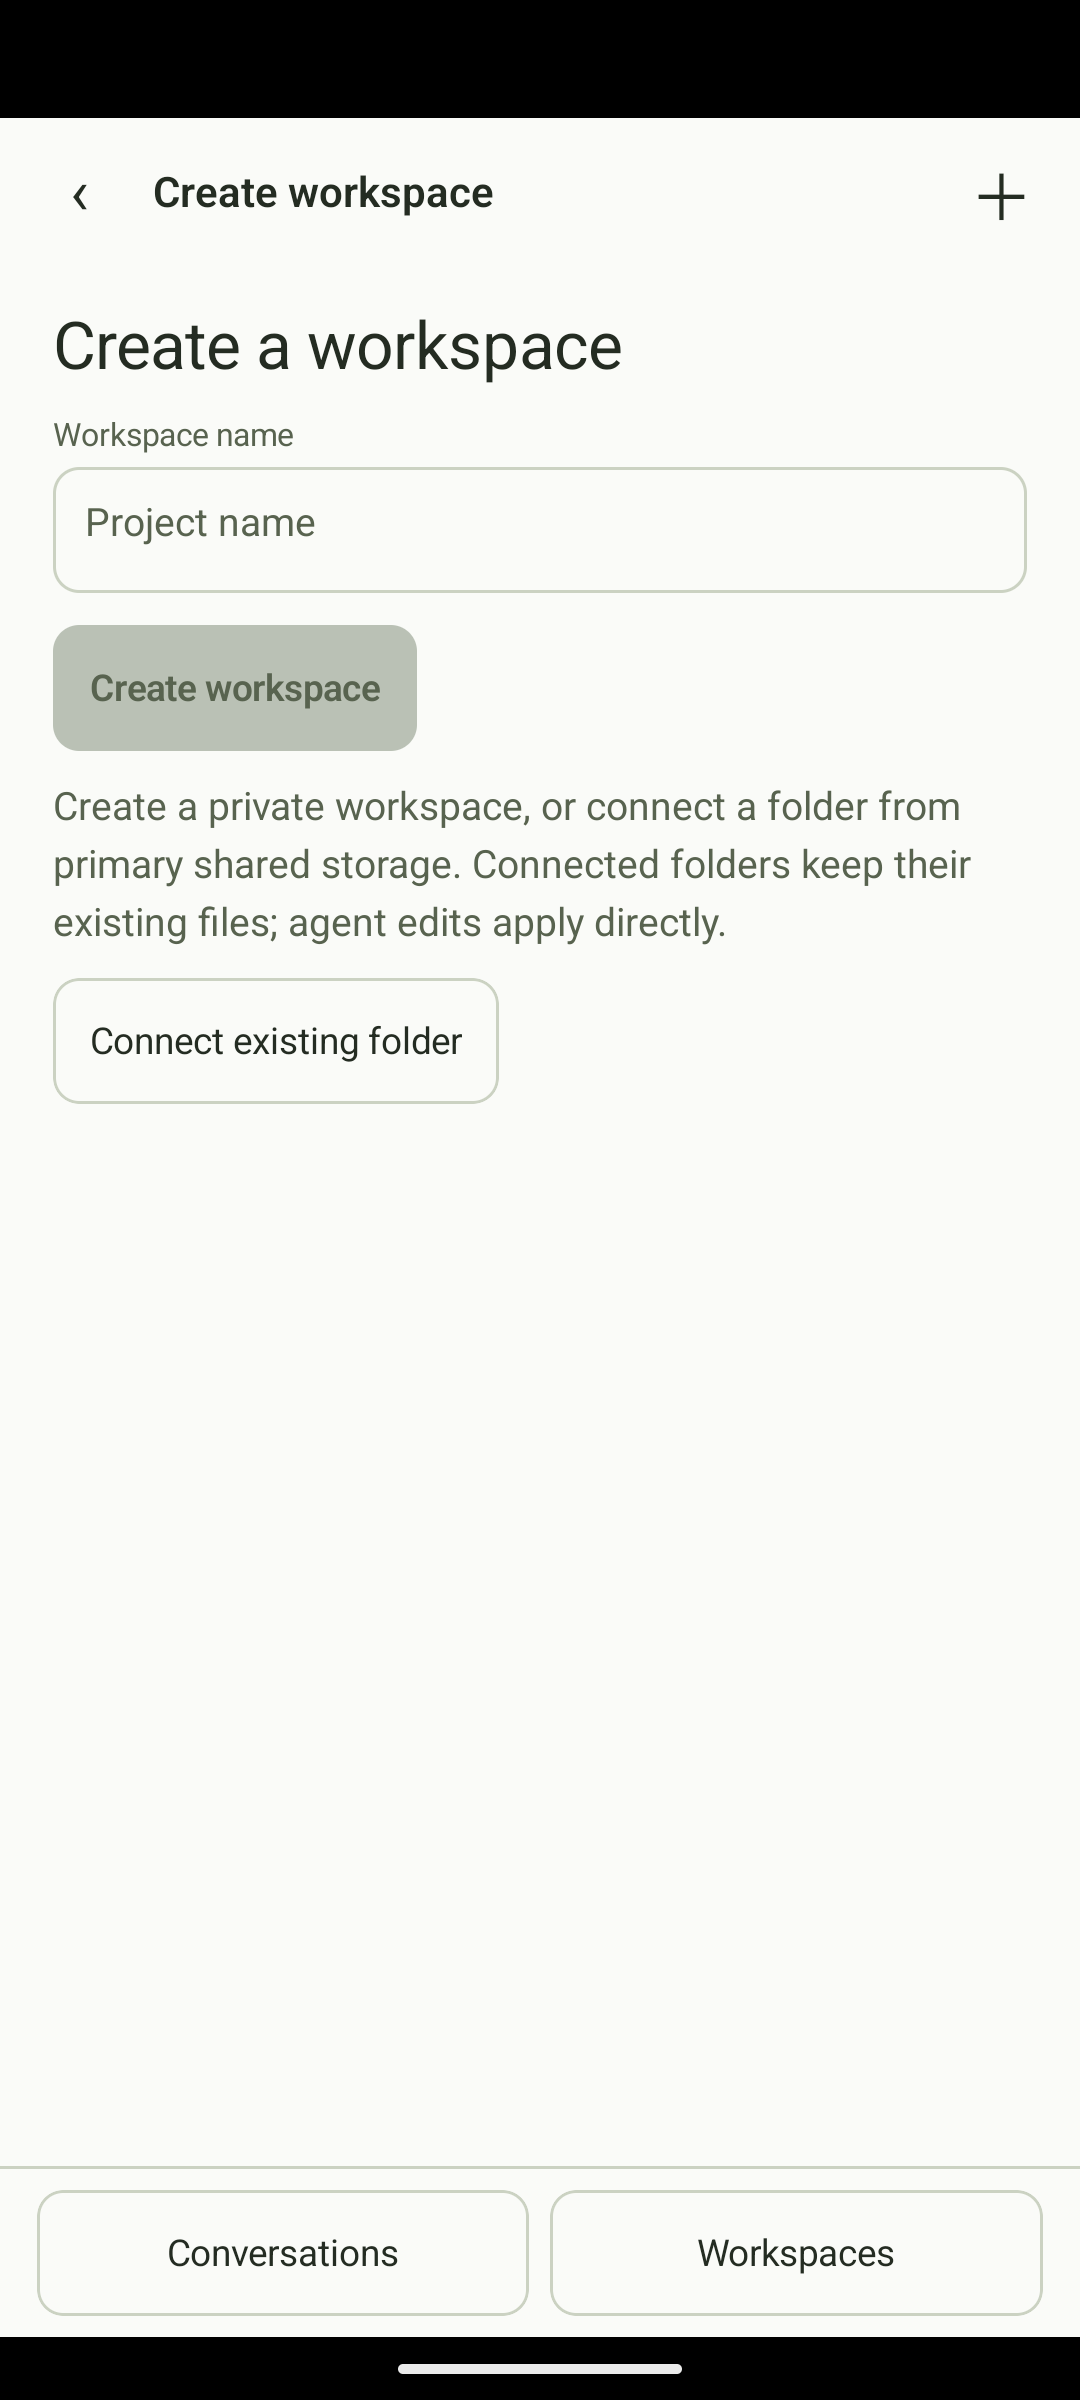 ‹ Create workspace +
Create a workspace
Workspace name
Project name
Create workspace
Create a private workspace, or connect a folder from
primary shared storage. Connected folders keep their
existing files; agent edits apply directly.
Connect existing folder
Conversations Workspaces